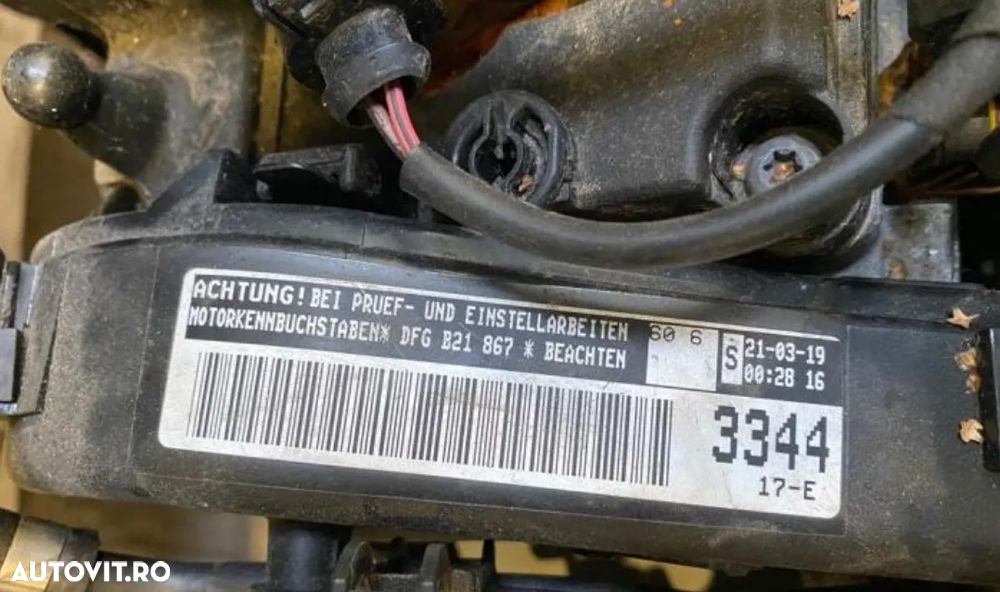 ACHTUNG! BEI PRUEF- UND EINSTELLARBEITEN
MOTORKENNBUCHSTABEN* DFG B21 867 * BEACHTEN
60 6
S
21-03-19
00:28 16
3344
17-E
AUTOVIT.RO